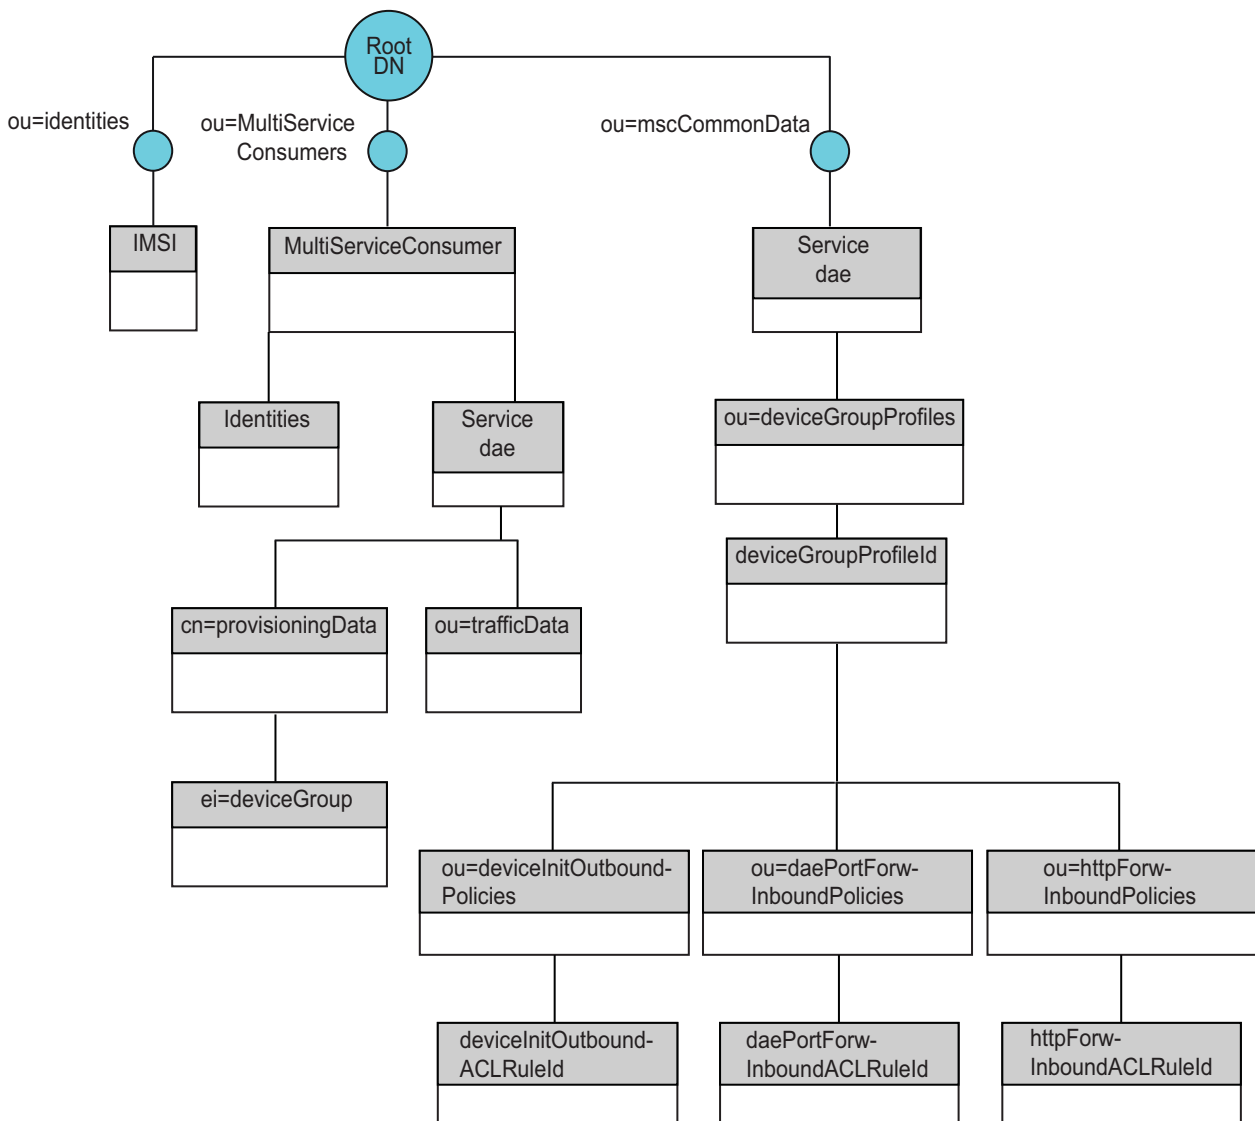 Root
DN
ou=identities
ou=MultiService
Consumers
ou=mscCommonData
IMSI
MultiServiceConsumer
Service
dae
Identities
Service
dae
ou=deviceGroupProfiles
deviceGroupProfileId
cn=provisioningData
ou=trafficData
ei=deviceGroup
ou=deviceInitOutbound-
Policies
ou=daePortForw-
InboundPolicies
ou=httpForw-
InboundPolicies
deviceInitOutbound-
ACLRuleId
daePortForw-
InboundACLRuleId
httpForw-
InboundACLRuleId